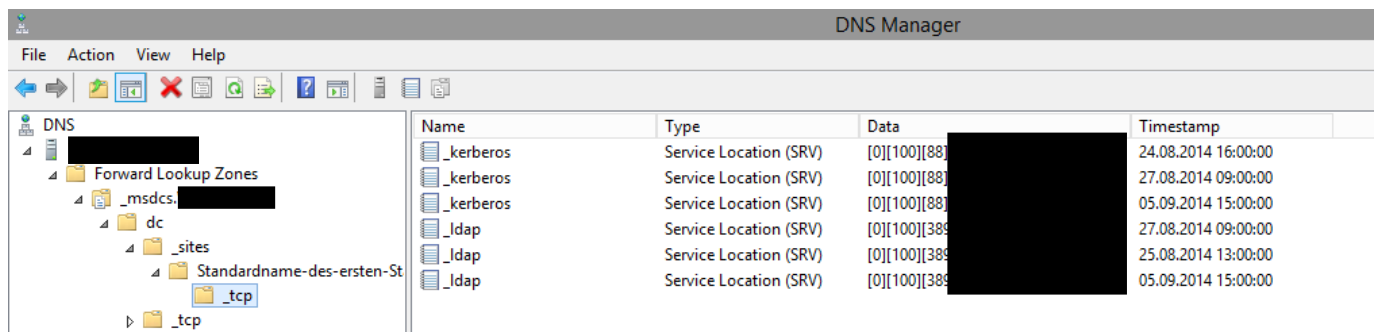 DNS Manager
File Action View Help
DNS
Forward Lookup Zones
_msdcs.
dc
_sites
Standardname-des-ersten-St
_tcp
_tcp
Name Type Data Timestamp
_kerberos Service Location (SRV) [0][100][88] 24.08.2014 16:00:00
_kerberos Service Location (SRV) [0][100][88] 27.08.2014 09:00:00
_kerberos Service Location (SRV) [0][100][88] 05.09.2014 15:00:00
_ldap Service Location (SRV) [0][100][389 27.08.2014 09:00:00
_ldap Service Location (SRV) [0][100][389 25.08.2014 13:00:00
_ldap Service Location (SRV) [0][100][389 05.09.2014 15:00:00